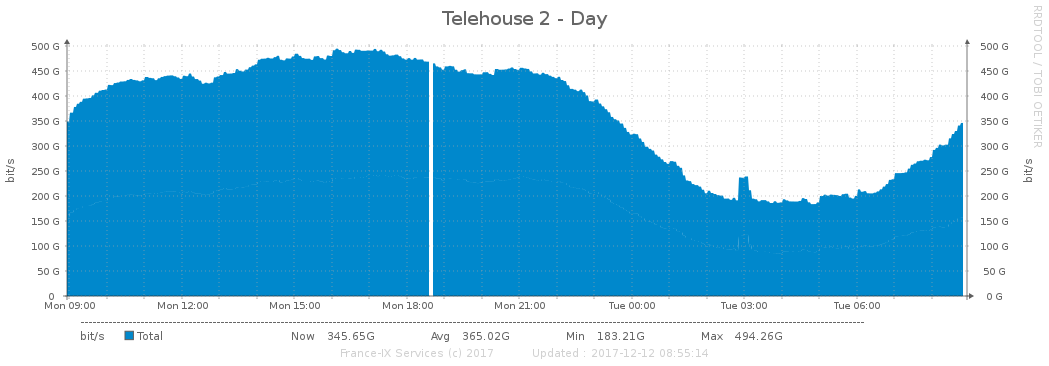 Telehouse 2 - Day
RRDTOOL / TOBI OETIKER
bit/s
500 G 500 G
450 G 450 G
400 G 400 G
350 G 350 G
300 G 300 G
250 G 250 G
200 G 200 G
150 G 150 G
100 G 100 G
50 G 50 G
0 0 G
bit/s
Mon 09:00 Mon 12:00 Mon 15:00 Mon 18:00 Mon 21:00 Tue 00:00 Tue 03:00 Tue 06:00
bit/s Total Now 345.65G Avg 365.02G Min 183.21G Max 494.26G
France-IX Services (c) 2017 Updated : 2017-12-12 08:55:14